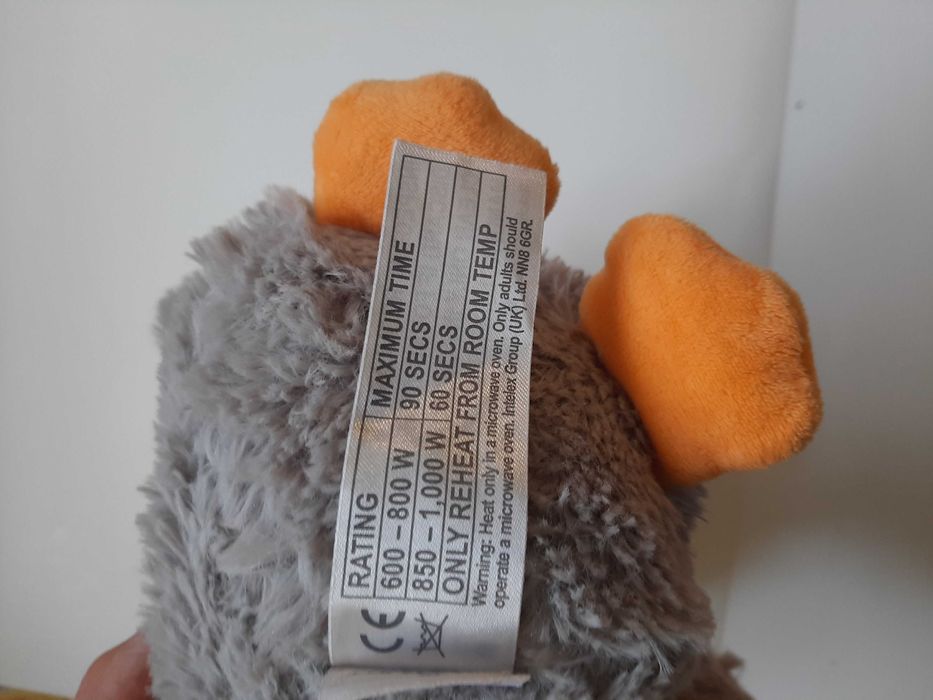 RATING MAXIMUM TIME
600 – 800 W 90 SECS
850 – 1,000 W 60 SECS
ONLY REHEAT FROM ROOM TEMP
Warning: Heat only in a microwave oven. Only adults should
operate a microwave oven. Intelex Group (UK) Ltd. NN8 6GR.
CE